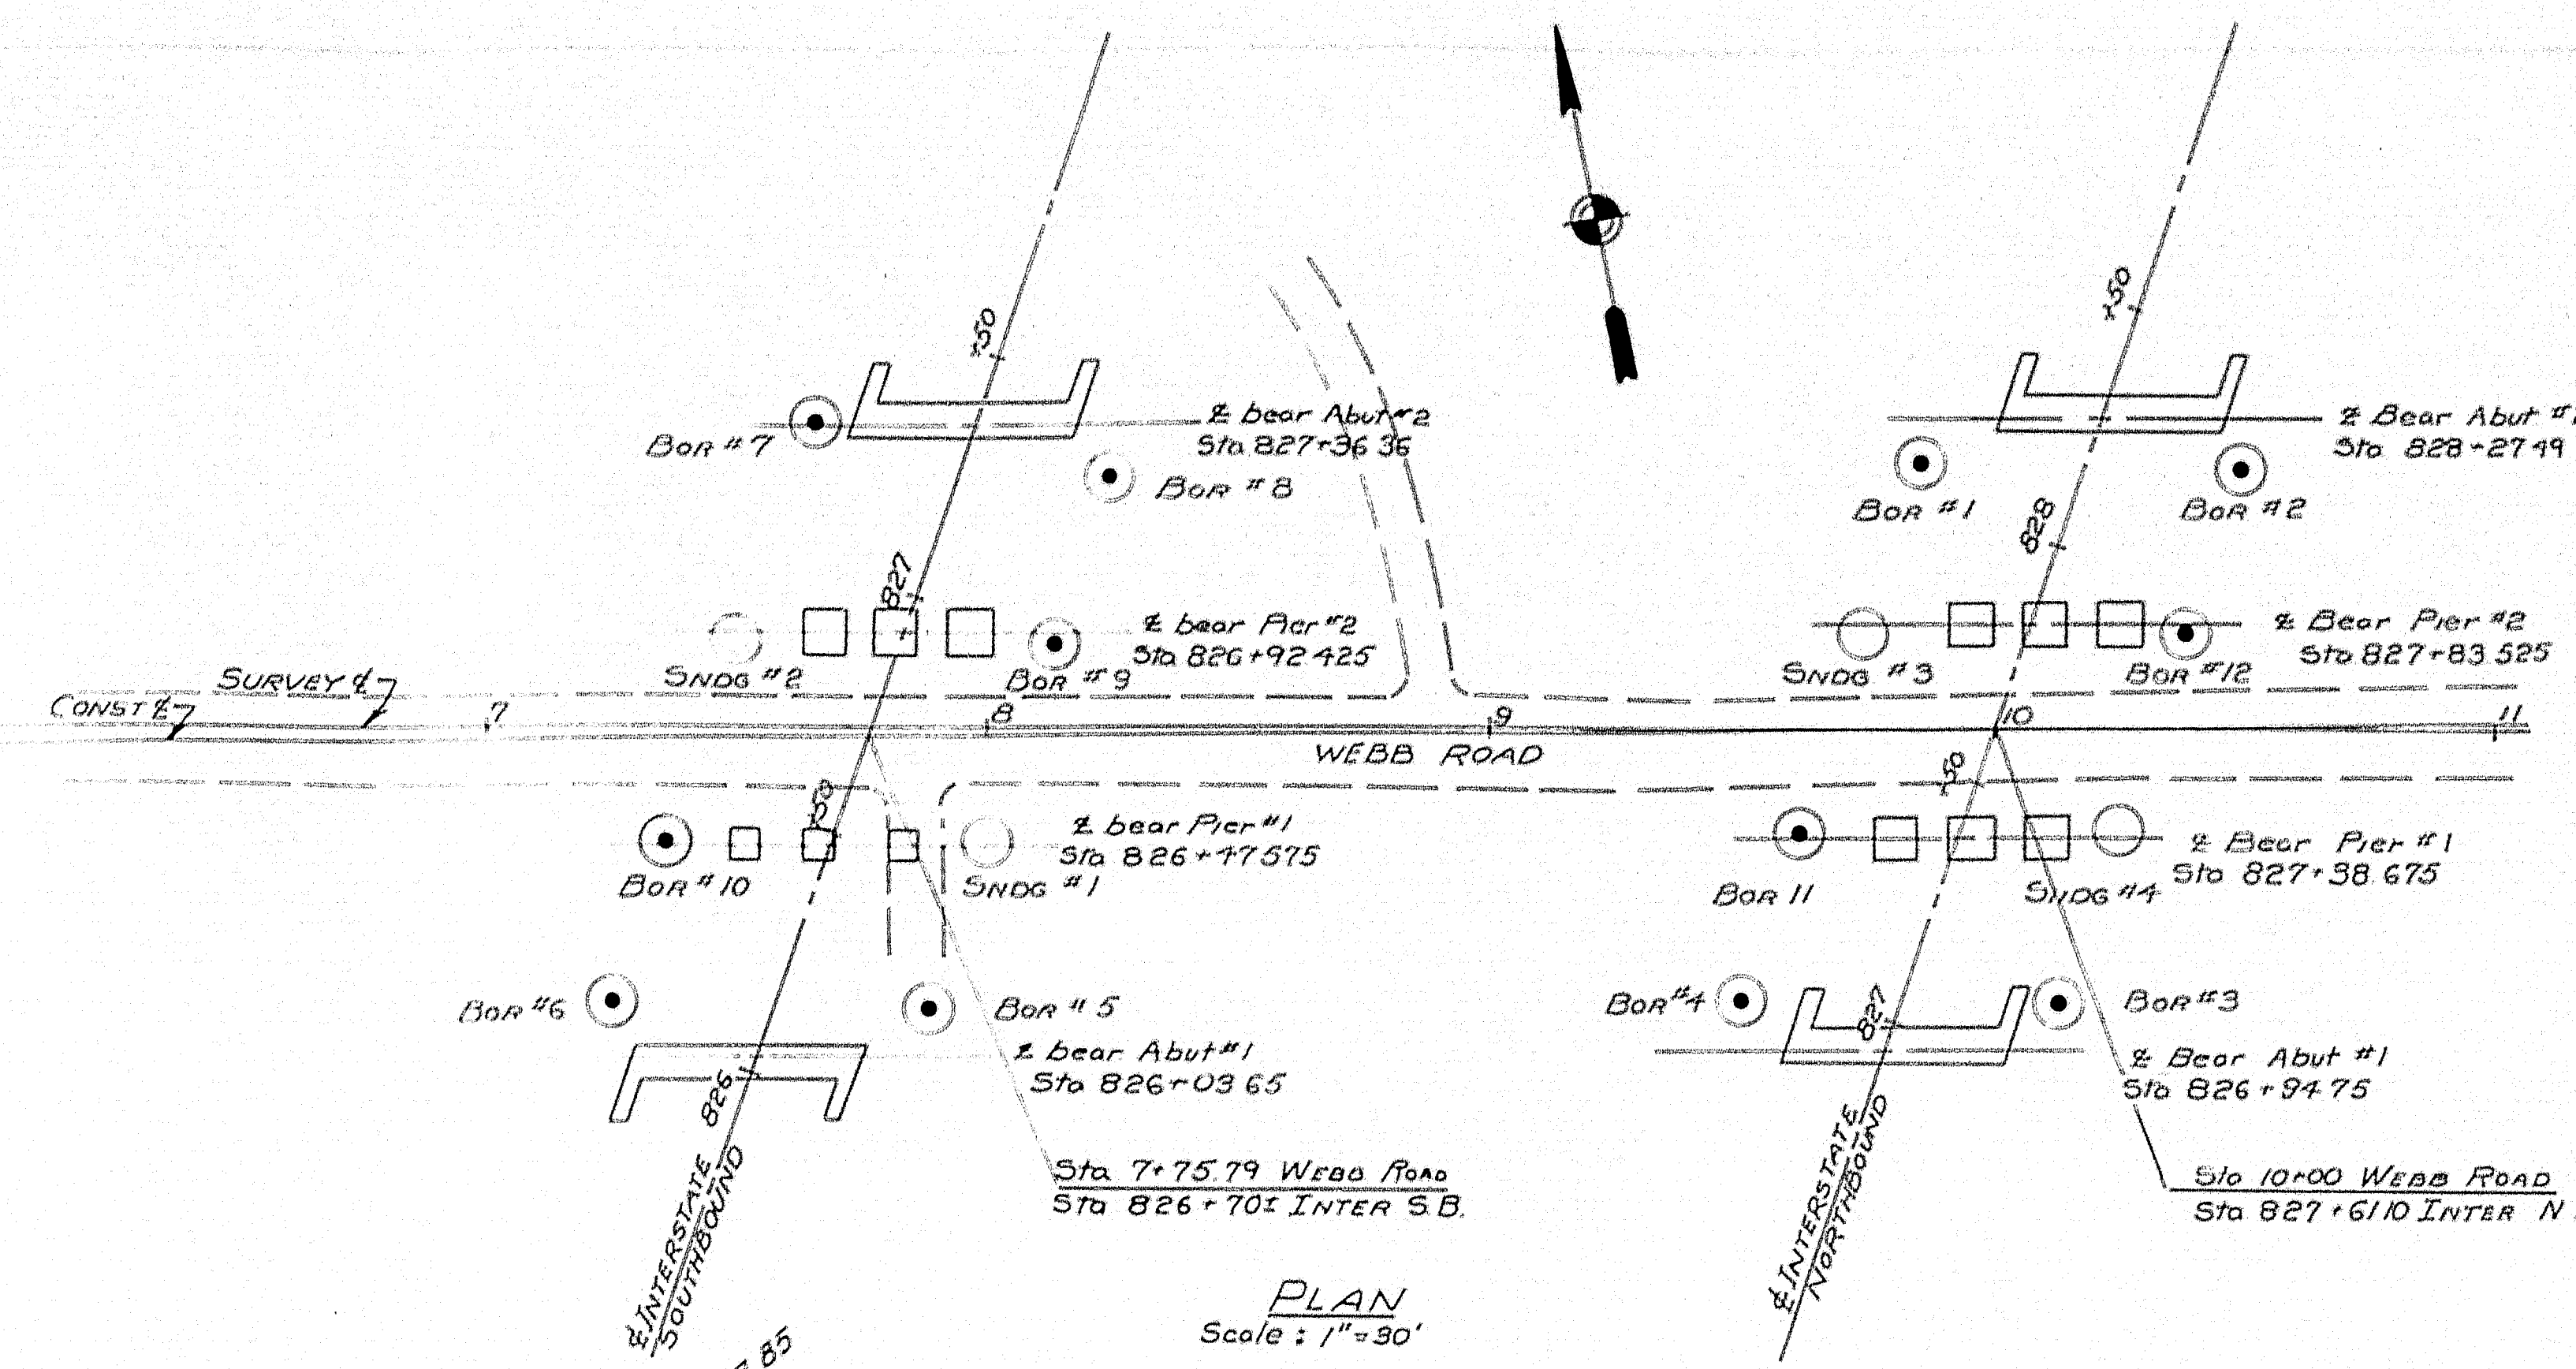 +50
+50
℄ bear Abut #2
Sta 827+36 36
BOR #7
BOR #8
℄ Bear Abut #
Sta 828+27 49
BOR #1
BOR #2
828
827
℄ bear Pier #2
Sta 826+92 425
SNDG #2
BOR #9
℄ Bear Pier #2
Sta 827+83 525
SNDG #3
BOR #12
SURVEY ℄
CONST ℄
7
8
9
10
11
WEBB ROAD
+50
+50
℄ bear Pier #1
Sta 826+47575
BOR #10
SNDG #1
℄ Bear Pier #1
Sta 827+38.675
BOR 11
SNDG #4
BOR #6
BOR #5
BOR #4
BOR #3
827
℄ bear Abut #1
Sta 826+03 65
℄ Bear Abut #1
Sta 826+94.75
826
℄ INTERSTATE
SOUTHBOUND
℄ INTERSTATE
NORTHBOUND
Sta 7+75.79 WEBB ROAD
Sta 826+70± INTER S.B.
Sta 10+00 WEBB ROAD
Sta 827+61 10 INTER N
PLAN
Scale : 1"=30'
85